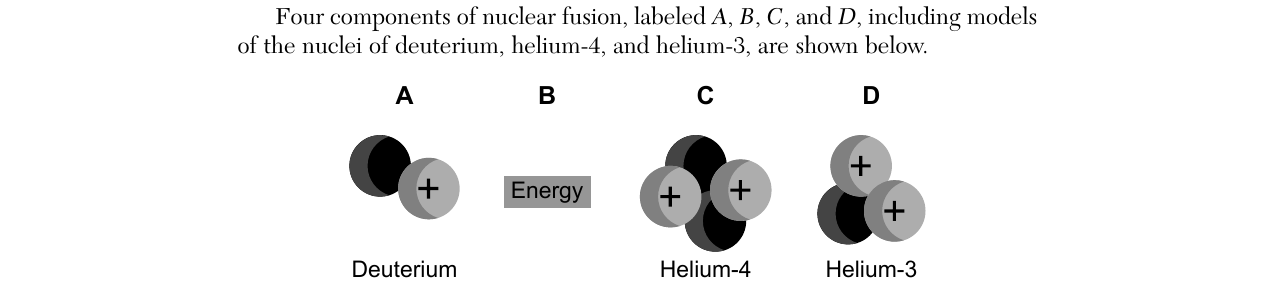 Four components of nuclear fusion, labeled A, B, C, and D, including models
of the nuclei of deuterium, helium-4, and helium-3, are shown below.
A B C D
+ Energy + + + +
Deuterium Helium-4 Helium-3